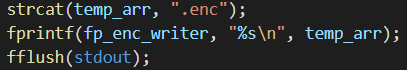 strcat(temp_arr, ".enc");
fprintf(fp_enc_writer, "%s\n", temp_arr);
fflush(stdout);